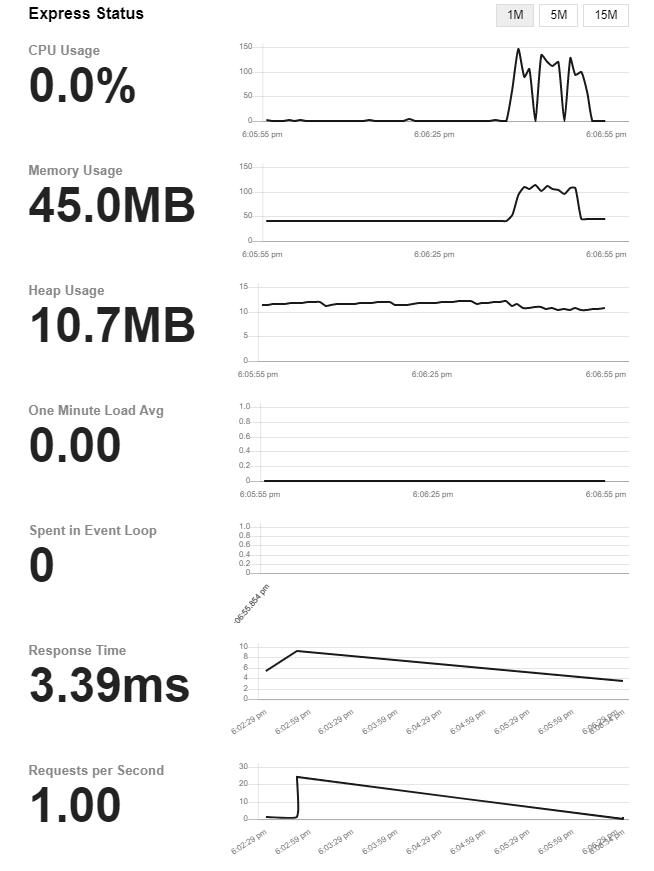 Express Status
1M 5M 15M
CPU Usage
0.0%
150
100
50
0
6:05:55 pm 6:06:25 pm 6:06:55 pm
Memory Usage
45.0MB
150
100
50
0
6:05:55 pm 6:06:25 pm 6:06:55 pm
Heap Usage
10.7MB
15
10
5
0
6:05:55 pm 6:06:25 pm 6:06:55 pm
One Minute Load Avg
0.00
1.0
0.8
0.6
0.4
0.2
0
6:05:55 pm 6:06:25 pm 6:06:55 pm
Spent in Event Loop
0
1.0
0.8
0.6
0.4
0.2
0
:06:55.854 pm
Response Time
3.39ms
10
8
6
4
2
0
6:02:29 pm 6:02:59 pm 6:03:29 pm 6:03:59 pm 6:04:29 pm 6:04:59 pm 6:05:29 pm 6:05:59 pm 6:06:29 pm 6:06:54 pm
Requests per Second
1.00
30
20
10
0
6:02:29 pm 6:02:59 pm 6:03:29 pm 6:03:59 pm 6:04:29 pm 6:04:59 pm 6:05:29 pm 6:05:59 pm 6:06:29 pm 6:06:54 pm